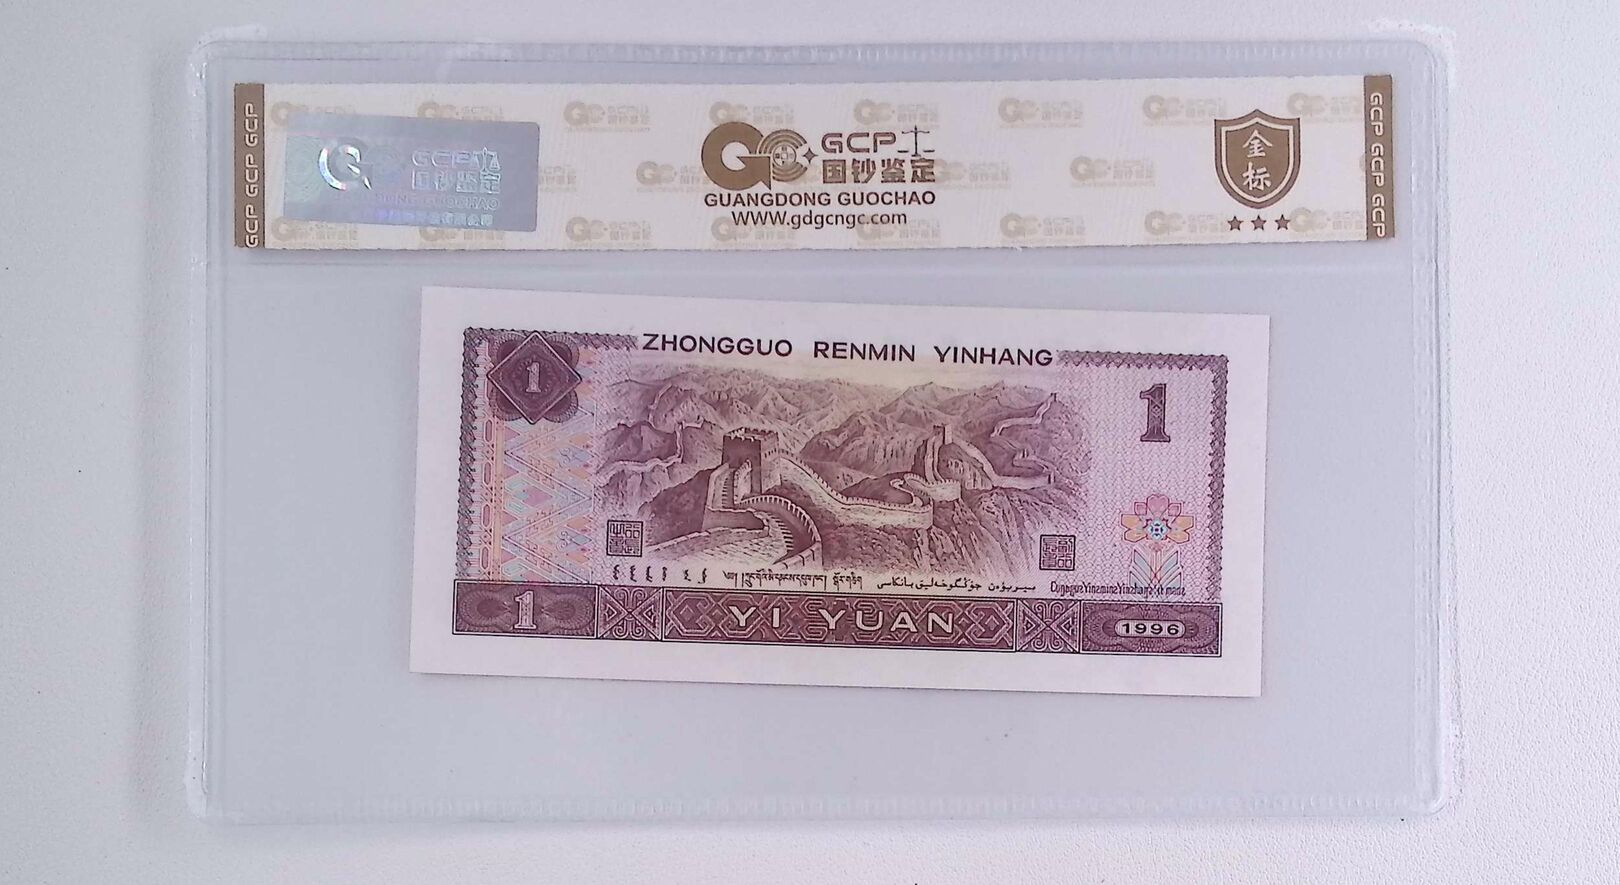 GCP GCP GCP
GCP
国钞鉴定
GCP
国钞鉴定
GUANGDONG GUOCHAO
WWW.gdgcngc.com
金标
GCP GCP GCP
ZHONGGUO RENMIN YINHANG
1
1
1
YI YUAN
1996